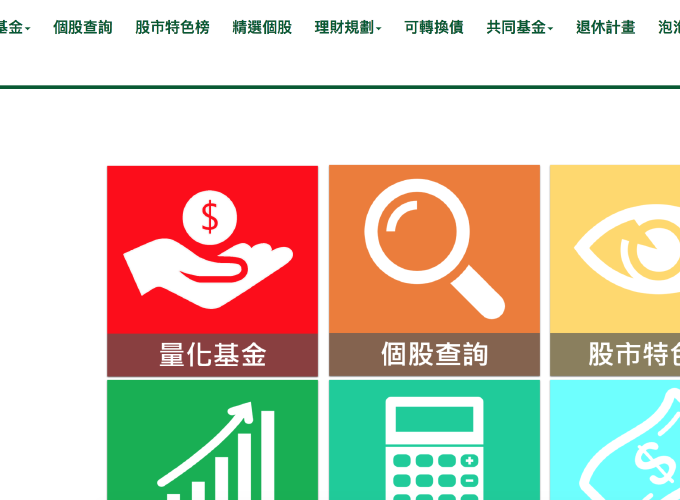 基金 個股查詢 股市特色榜 精選個股 理財規劃 可轉換債 共同基金 退休計畫 泡
$
量化基金 個股查詢 股市特色
+
-
$